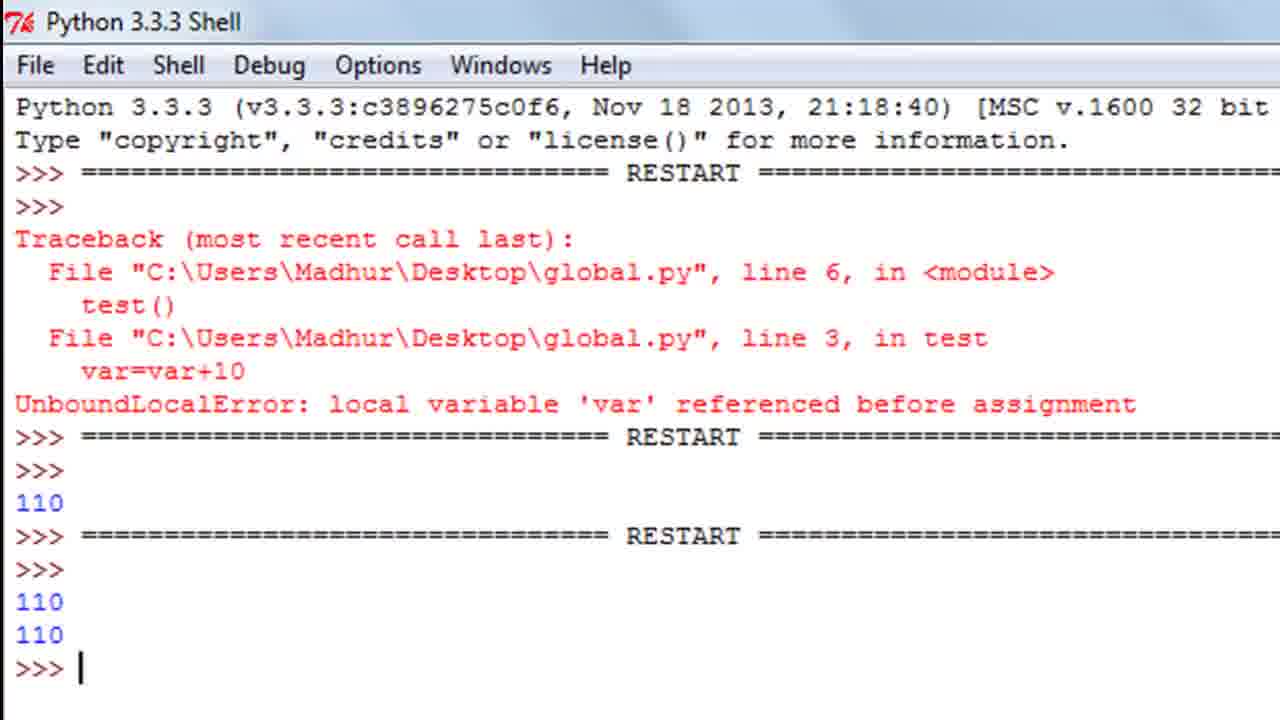 Python 3.3.3 Shell
File Edit Shell Debug Options Windows Help
Python 3.3.3 (v3.3.3:c3896275c0f6, Nov 18 2013, 21:18:40) [MSC v.1600 32 bit
Type "copyright", "credits" or "license()" for more information.
>>> ================================ RESTART ================================
>>>
Traceback (most recent call last):
  File "C:\Users\Madhur\Desktop\global.py", line 6, in <module>
    test()
  File "C:\Users\Madhur\Desktop\global.py", line 3, in test
    var=var+10
UnboundLocalError: local variable 'var' referenced before assignment
>>> ================================ RESTART ================================
>>>
110
>>> ================================ RESTART ================================
>>>
110
110
>>>